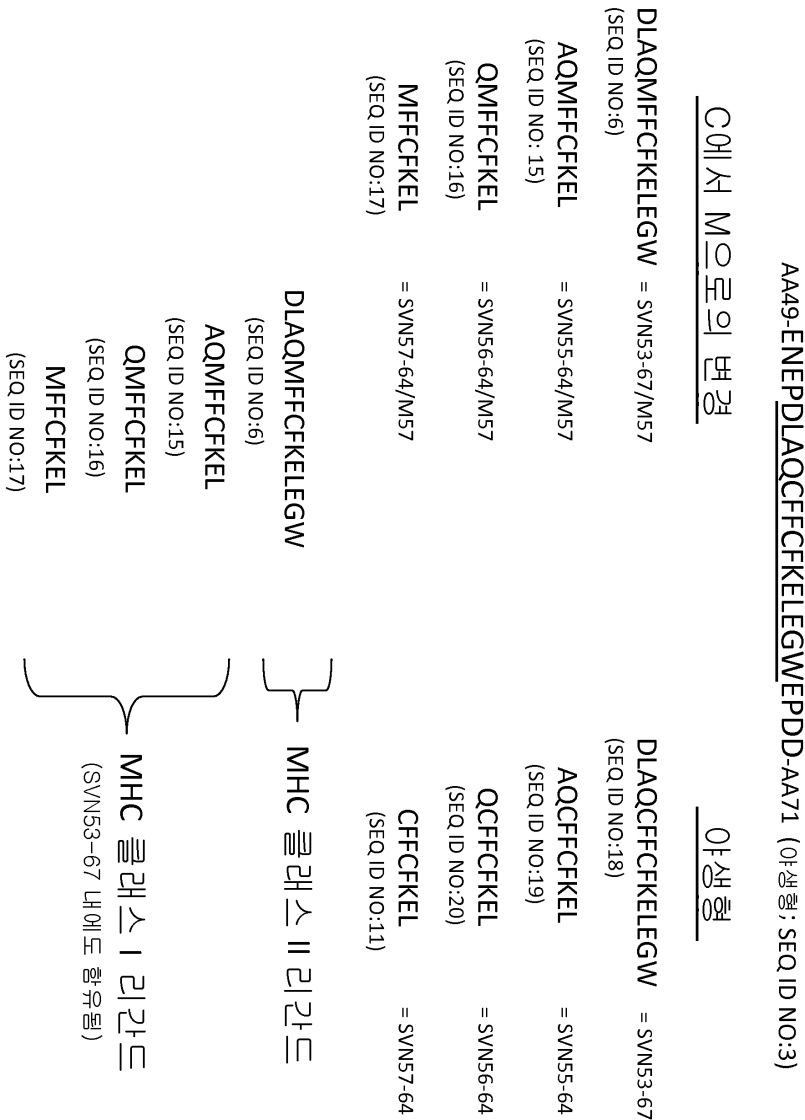 AA49-ENEPDLAQCFFCFKELEGWEPDD-AA71 (야생형; SEQ ID NO:3)
C에서 M으로의 변경
DLAQMFFCFKELEGW = SVN53-67/M57
(SEQ ID NO:6)
AQMFFCFKEL = SVN55-64/M57
(SEQ ID NO: 15)
QMFFCFKEL = SVN56-64/M57
(SEQ ID NO:16)
MFFCFKEL = SVN57-64/M57
(SEQ ID NO:17)
야생형
DLAQCFFCFKELEGW = SVN53-67
(SEQ ID NO:18)
AQCFFCFKEL = SVN55-64
(SEQ ID NO:19)
QCFFCFKEL = SVN56-64
(SEQ ID NO:20)
CFFCFKEL = SVN57-64
(SEQ ID NO:11)
DLAQMFFCFKELEGW
(SEQ ID NO:6)
MHC 클래스 II 리간드
AQMFFCFKEL
(SEQ ID NO:15)
QMFFCFKEL
(SEQ ID NO:16)
MFFCFKEL
(SEQ ID NO:17)
MHC 클래스 I 리간드
(SVN53-67 내에도 함유됨)